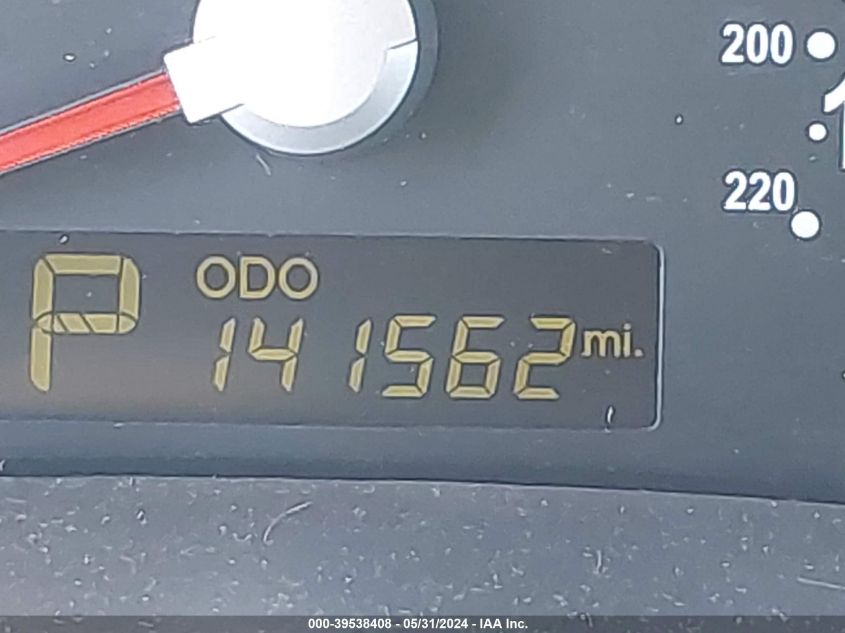 200
220
P ODO
141562 mi.
000-39538408 - 05/31/2024 - IAA Inc.